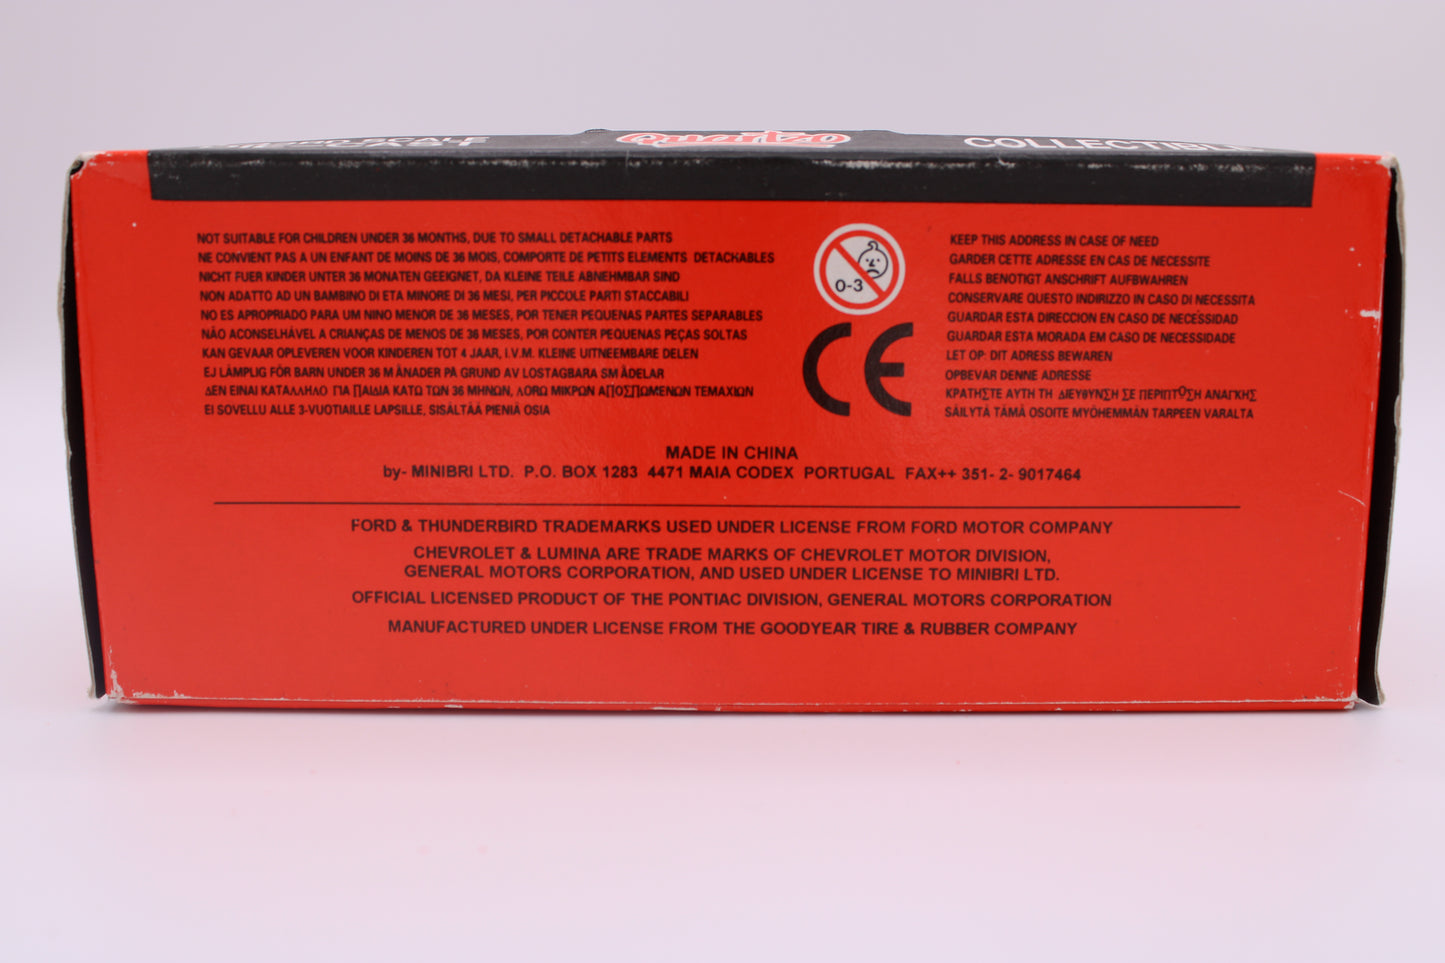 DIE-CAST SCALE Quartzo COLLECTIBLE
NOT SUITABLE FOR CHILDREN UNDER 36 MONTHS, DUE TO SMALL DETACHABLE PARTS
NE CONVIENT PAS A UN ENFANT DE MOINS DE 36 MOIS, COMPORTE DE PETITS ELEMENTS DETACHABLES
NICHT FUER KINDER UNTER 36 MONATEN GEEIGNET, DA KLEINE TEILE ABNEHMBAR SIND
NON ADATTO AD UN BAMBINO DI ETA MINORE DI 36 MESI, PER PICCOLE PARTI STACCABILI
NO ES APROPRIADO PARA UM NINO MENOR DE 36 MESES, POR TENER PEQUENAS PARTES SEPARABLES
NÃO ACONSELHÁVEL A CRIANÇAS DE MENOS DE 36 MESES, POR CONTER PEQUENAS PEÇAS SOLTAS
KAN GEVAAR OPLEVEREN VOOR KINDEREN TOT 4 JAAR, I.V.M. KLEINE UITNEEMBARE DELEN
EJ LÄMPLIG FÖR BARN UNDER 36 MÅNADER PÅ GRUND AV LOSTAGBARA SMÅDELAR
ΔΕΝ ΕΙΝΑΙ ΚΑΤΑΛΛΗΛΟ ΓΙΑ ΠΑΙΔΙΑ ΚΑΤΩ ΤΩΝ 36 ΜΗΝΩΝ, ΛΟΓΩ ΜΙΚΡΩΝ ΑΠΟΣΠΩΜΕΝΩΝ ΤΕΜΑΧΙΩΝ
EI SOVELLU ALLE 3-VUOTIAILLE LAPSILLE, SISÄLTÄÄ PIENIÄ OSIA
0-3
CE
KEEP THIS ADDRESS IN CASE OF NEED
GARDER CETTE ADRESSE EN CAS DE NECESSITE
FALLS BENOTIGT ANSCHRIFT AUFBWAHREN
CONSERVARE QUESTO INDIRIZZO IN CASO DI NECESSITA
GUARDAR ESTA DIRECCION EN CASO DE NECESSIDAD
GUARDAR ESTA MORADA EM CASO DE NECESSIDADE
LET OP: DIT ADRESS BEWAREN
OPBEVAR DENNE ADRESSE
ΚΡΑΤΗΣΤΕ ΑΥΤΗ ΤΗ ΔΙΕΥΘΥΝΣΗ ΣΕ ΠΕΡΙΠΤΩΣΗ ΑΝΑΓΚΗΣ
SÄILYTÄ TÄMÄ OSOITE MYÖHEMMÄN TARPEEN VARALTA
MADE IN CHINA
by- MINIBRI LTD. P.O. BOX 1283 4471 MAIA CODEX PORTUGAL FAX++ 351- 2- 9017464
FORD & THUNDERBIRD TRADEMARKS USED UNDER LICENSE FROM FORD MOTOR COMPANY
CHEVROLET & LUMINA ARE TRADE MARKS OF CHEVROLET MOTOR DIVISION,
GENERAL MOTORS CORPORATION, AND USED UNDER LICENSE TO MINIBRI LTD.
OFFICIAL LICENSED PRODUCT OF THE PONTIAC DIVISION, GENERAL MOTORS CORPORATION
MANUFACTURED UNDER LICENSE FROM THE GOODYEAR TIRE & RUBBER COMPANY